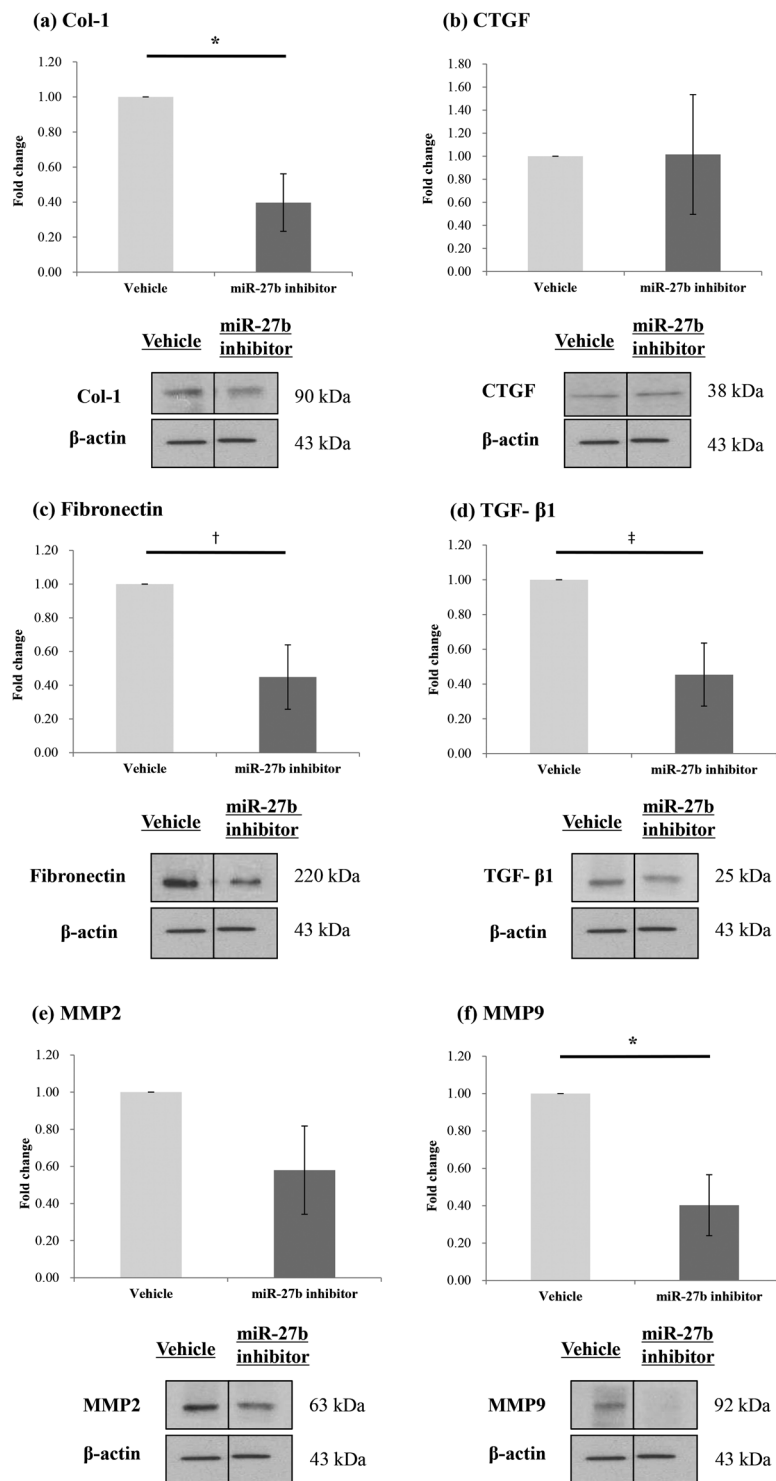 (a) Col-1
*
1.20
1.00
0.80
0.60
0.40
0.20
0.00
Fold change
Vehicle
miR-27b inhibitor
Vehicle
miR-27b
inhibitor
Col-1
90 kDa
β-actin
43 kDa
(b) CTGF
1.80
1.60
1.40
1.20
1.00
0.80
0.60
0.40
0.20
0.00
Fold change
Vehicle
miR-27b inhibitor
Vehicle
miR-27b
inhibitor
CTGF
38 kDa
β-actin
43 kDa
(c) Fibronectin
†
1.20
1.00
0.80
0.60
0.40
0.20
0.00
Fold change
Vehicle
miR-27b inhibitor
Vehicle
miR-27b
inhibitor
Fibronectin
220 kDa
β-actin
43 kDa
(d) TGF- β1
‡
1.20
1.00
0.80
0.60
0.40
0.20
0.00
Fold change
Vehicle
miR-27b inhibitor
Vehicle
miR-27b
inhibitor
TGF- β1
25 kDa
β-actin
43 kDa
(e) MMP2
1.20
1.00
0.80
0.60
0.40
0.20
0.00
Fold change
Vehicle
miR-27b inhibitor
Vehicle
miR-27b
inhibitor
MMP2
63 kDa
β-actin
43 kDa
(f) MMP9
*
1.20
1.00
0.80
0.60
0.40
0.20
0.00
Fold change
Vehicle
miR-27b inhibitor
Vehicle
miR-27b
inhibitor
MMP9
92 kDa
β-actin
43 kDa